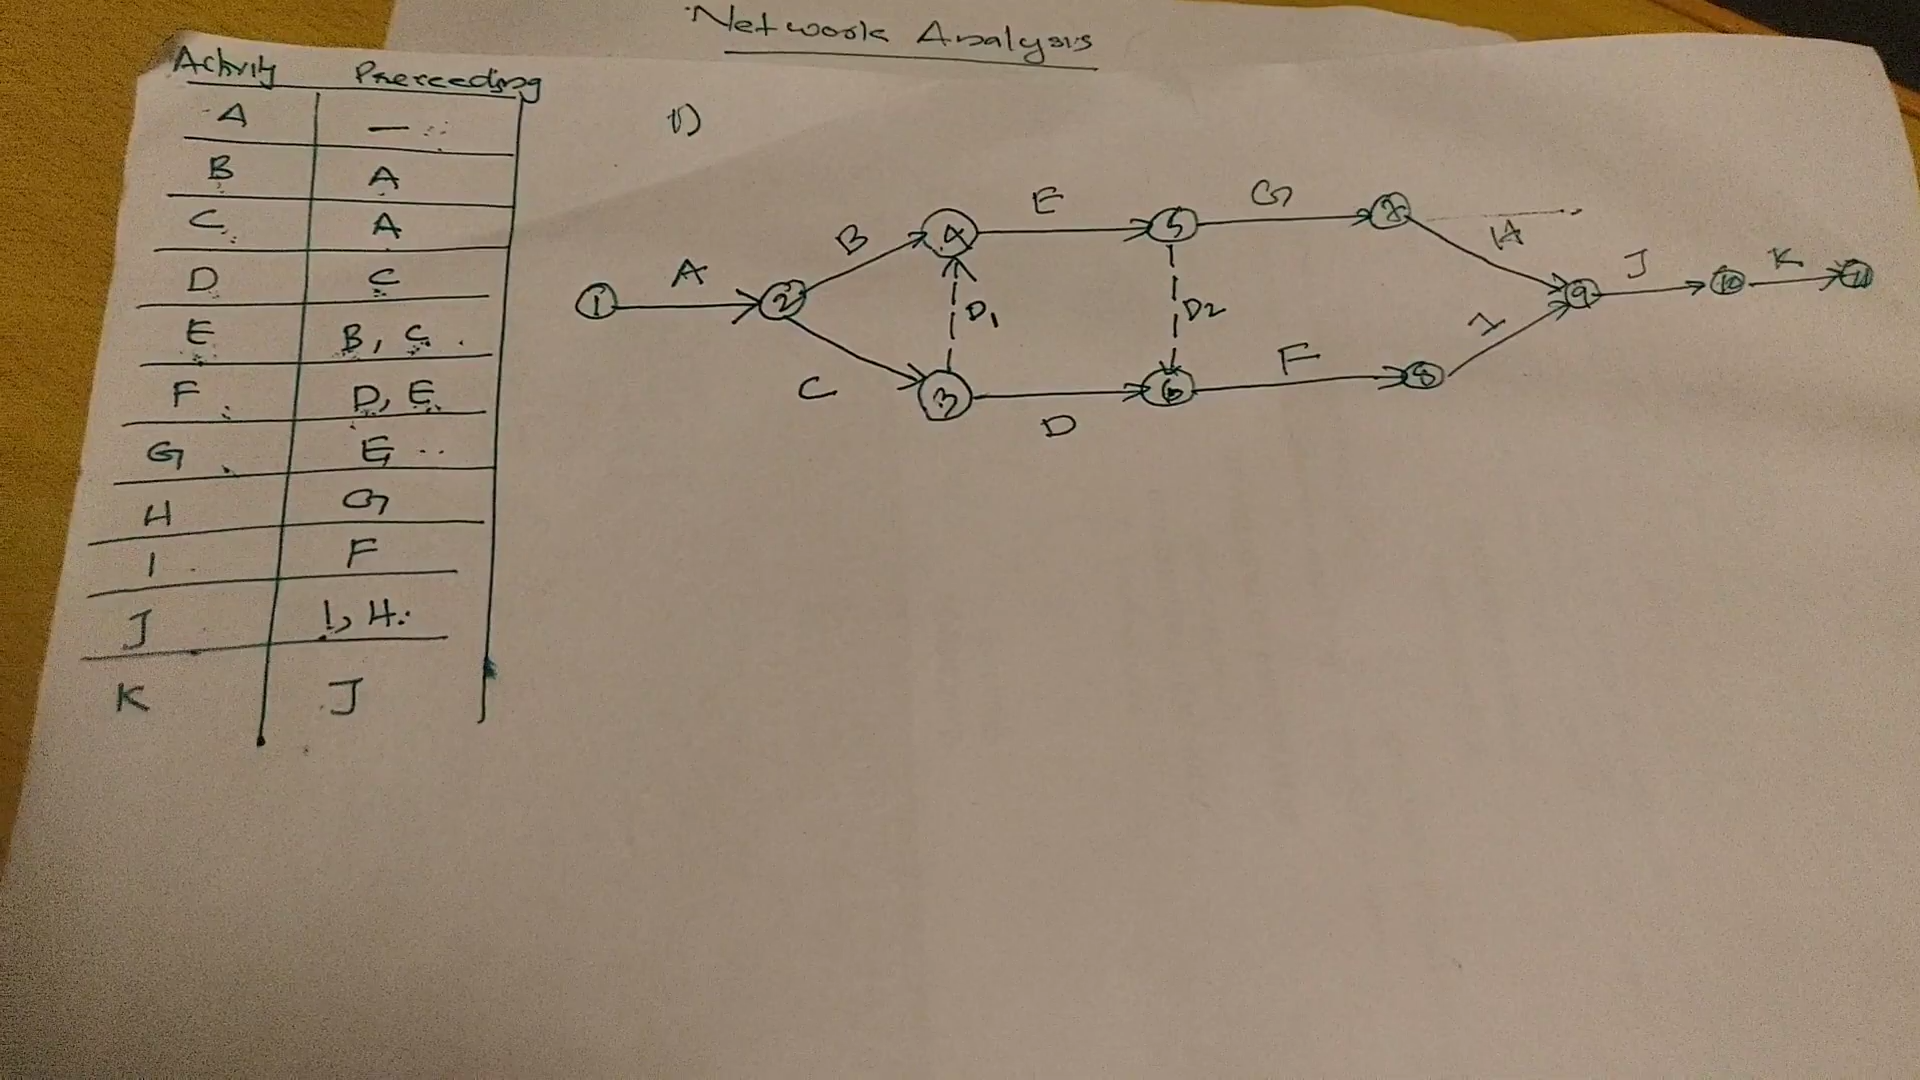 Network Analysis
Activity Preceeding
A —
B A
C A
D C
E B, C
F D, E
G E
H G
I F
J I, H
K J
1)
1 A 2 B 4 E 5 G 7 H 9 J 10 K 11
D1 D2
C 3 D 6 F 8 I